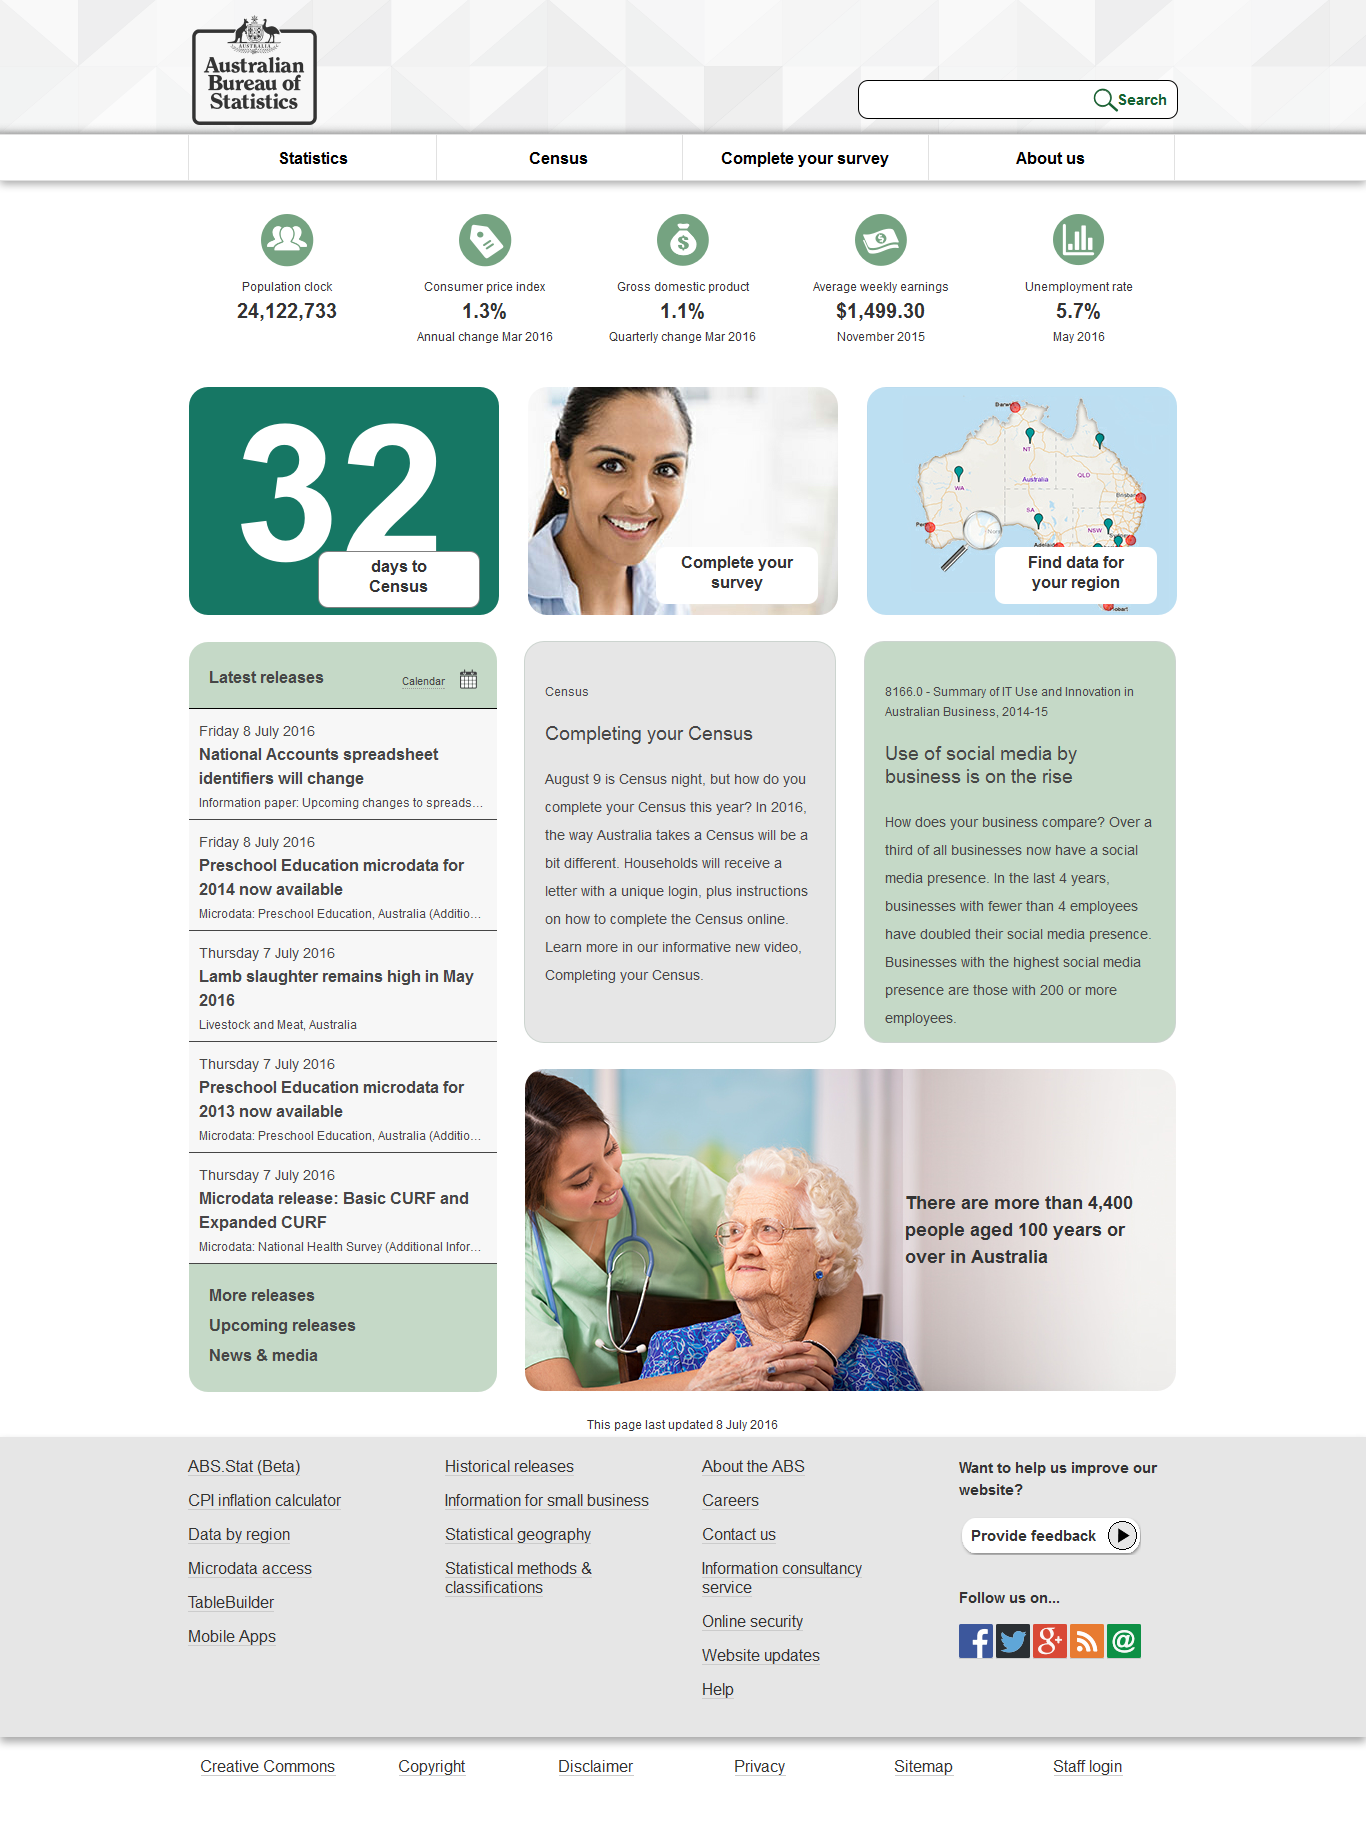 AUSTRALIA
Australian
Bureau of
Statistics
Search
Statistics
Census
Complete your survey
About us
Population clock
24,122,733
Consumer price index
1.3%
Annual change Mar 2016
Gross domestic product
1.1%
Quarterly change Mar 2016
Average weekly earnings
$1,499.30
November 2015
Unemployment rate
5.7%
May 2016
32
days to
Census
Complete your
survey
NT
QLD
Australia
WA
SA
NSW
Find data for
your region
Latest releases
Calendar
Friday 8 July 2016
National Accounts spreadsheet
identifiers will change
Information paper: Upcoming changes to spreads...
Friday 8 July 2016
Preschool Education microdata for
2014 now available
Microdata: Preschool Education, Australia (Additio...
Thursday 7 July 2016
Lamb slaughter remains high in May
2016
Livestock and Meat, Australia
Thursday 7 July 2016
Preschool Education microdata for
2013 now available
Microdata: Preschool Education, Australia (Additio...
Thursday 7 July 2016
Microdata release: Basic CURF and
Expanded CURF
Microdata: National Health Survey (Additional Infor...
More releases
Upcoming releases
News & media
Census
Completing your Census
August 9 is Census night, but how do you
complete your Census this year? In 2016,
the way Australia takes a Census will be a
bit different. Households will receive a
letter with a unique login, plus instructions
on how to complete the Census online.
Learn more in our informative new video,
Completing your Census.
8166.0 - Summary of IT Use and Innovation in
Australian Business, 2014-15
Use of social media by
business is on the rise
How does your business compare? Over a
third of all businesses now have a social
media presence. In the last 4 years,
businesses with fewer than 4 employees
have doubled their social media presence.
Businesses with the highest social media
presence are those with 200 or more
employees.
There are more than 4,400
people aged 100 years or
over in Australia
This page last updated 8 July 2016
ABS.Stat (Beta)
CPI inflation calculator
Data by region
Microdata access
TableBuilder
Mobile Apps
Historical releases
Information for small business
Statistical geography
Statistical methods &
classifications
About the ABS
Careers
Contact us
Information consultancy
service
Online security
Website updates
Help
Want to help us improve our
website?
Provide feedback
Follow us on...
Creative Commons
Copyright
Disclaimer
Privacy
Sitemap
Staff login